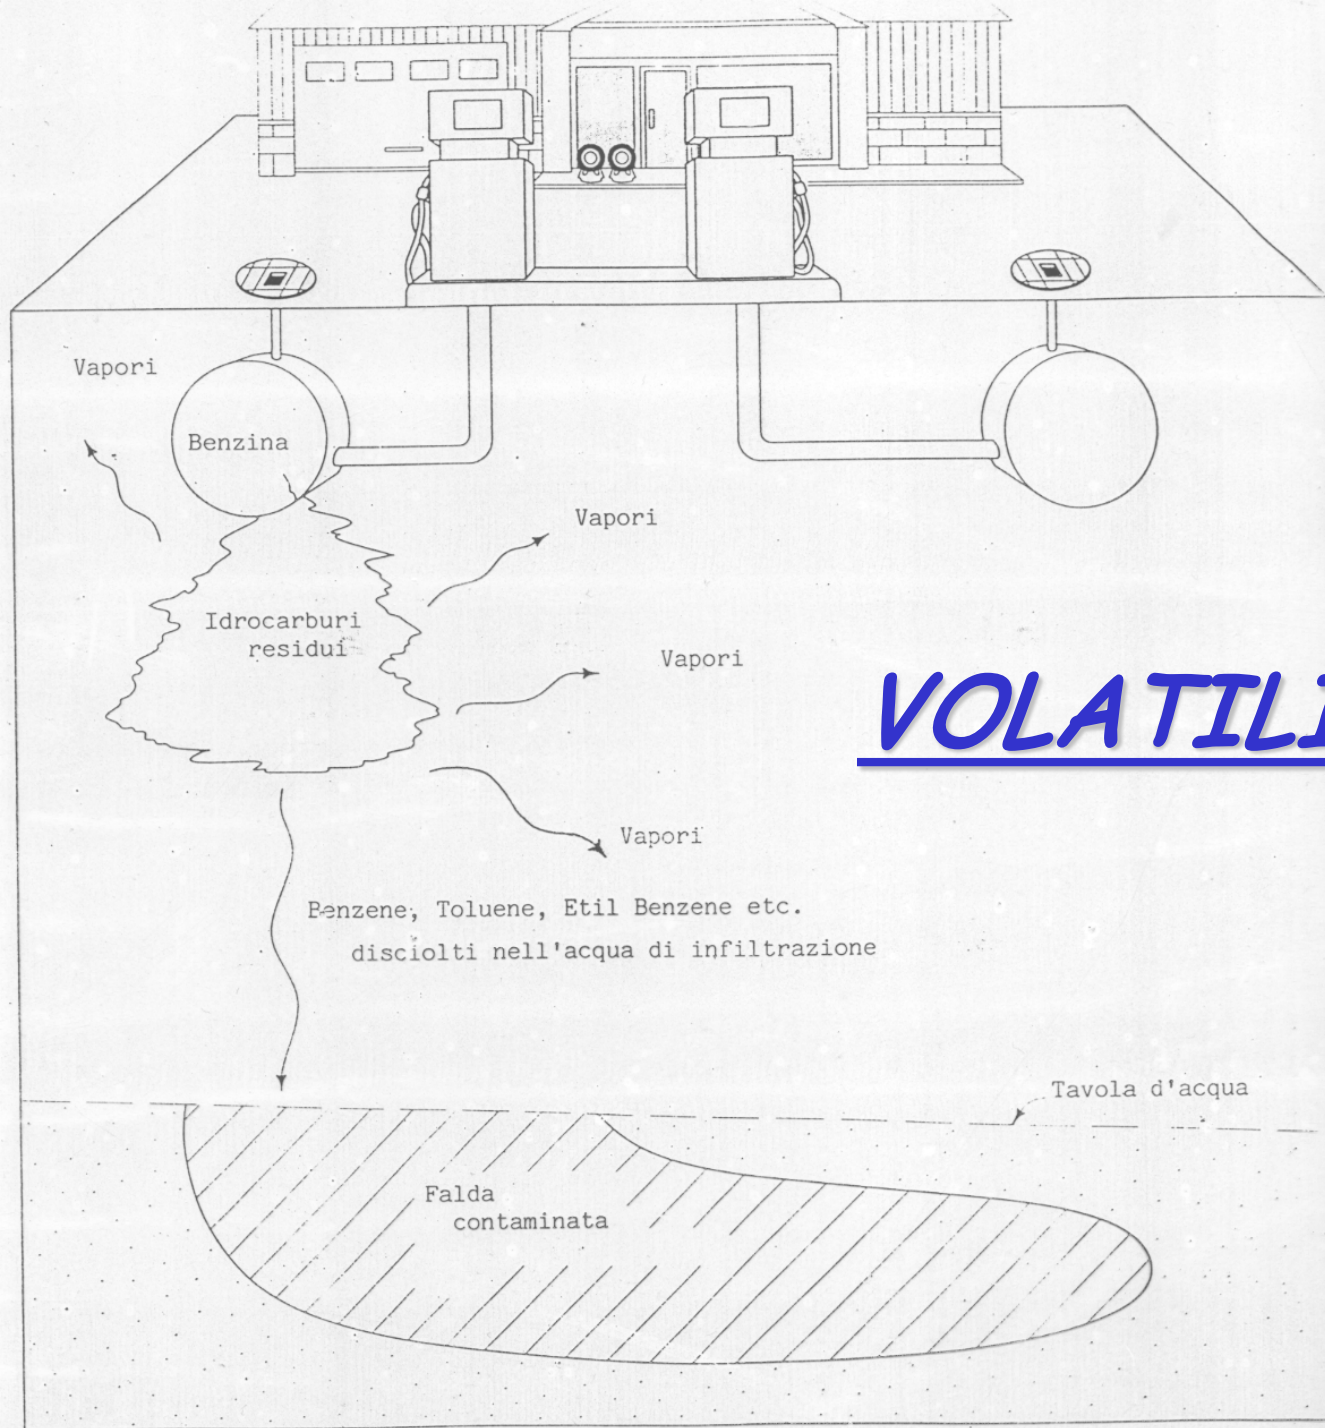 Vapori
Benzina
Vapori
Idrocarburi
residui
Vapori
VOLATILI
Vapori
Benzene, Toluene, Etil Benzene etc.
disciolti nell'acqua di infiltrazione
Tavola d'acqua
Falda
contaminata